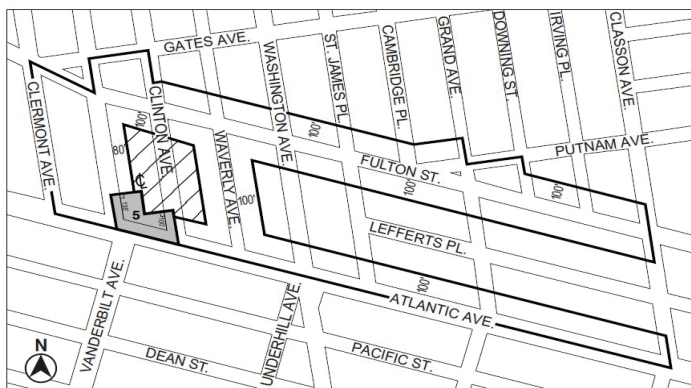 GATES AVE.
CLERMONT AVE.
100'
CLINTON AVE.
WASHINGTON AVE.
ST. JAMES PL.
CAMBRIDGE PL.
GRAND AVE.
DOWNING ST.
IRVING PL.
CLASSON AVE.
80'
WAVERLY AVE.
100'
FULTON ST.
PUTNAM AVE.
100'
100'
100'
5
LEFFERTS PL.
100'
ATLANTIC AVE.
VANDERBILT AVE.
UNDERHILL AVE.
DEAN ST.
PACIFIC ST.
N